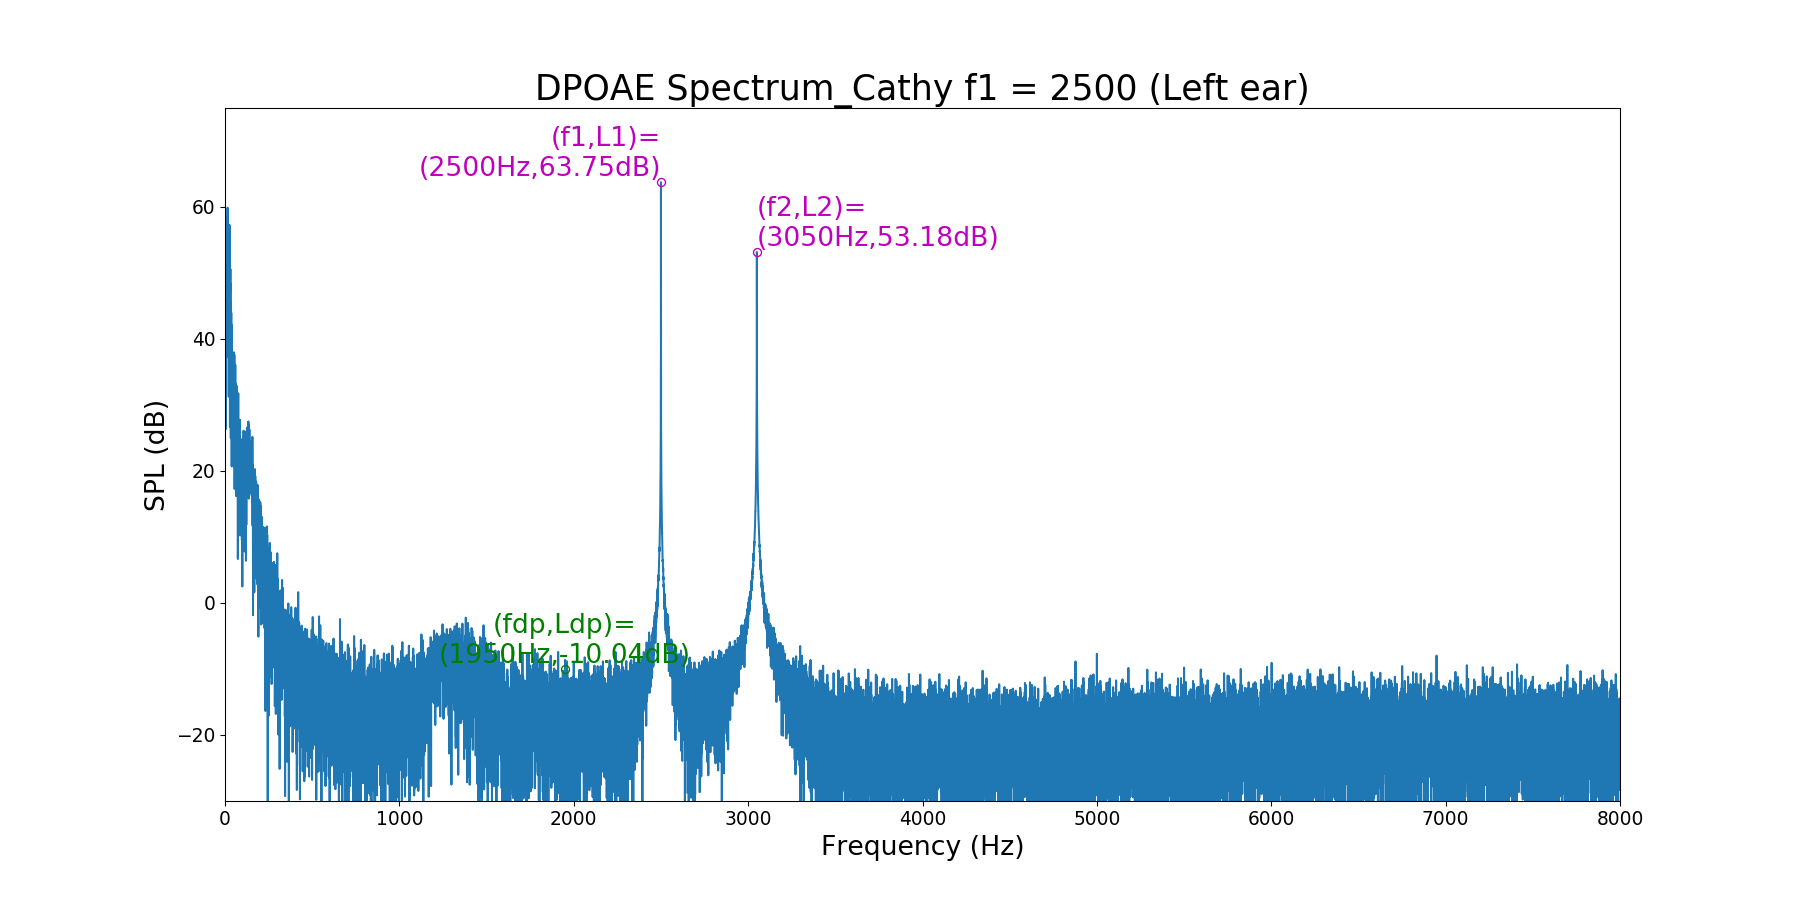 DPOAE Spectrum_Cathy f1 = 2500 (Left ear)
(f1,L1)=
(2500Hz,63.75dB)
(f2,L2)=
(3050Hz,53.18dB)
(fdp,Ldp)=
(1950Hz,-10.04dB)
SPL (dB)
60
40
20
0
−20
0 1000 2000 3000 4000 5000 6000 7000 8000
Frequency (Hz)